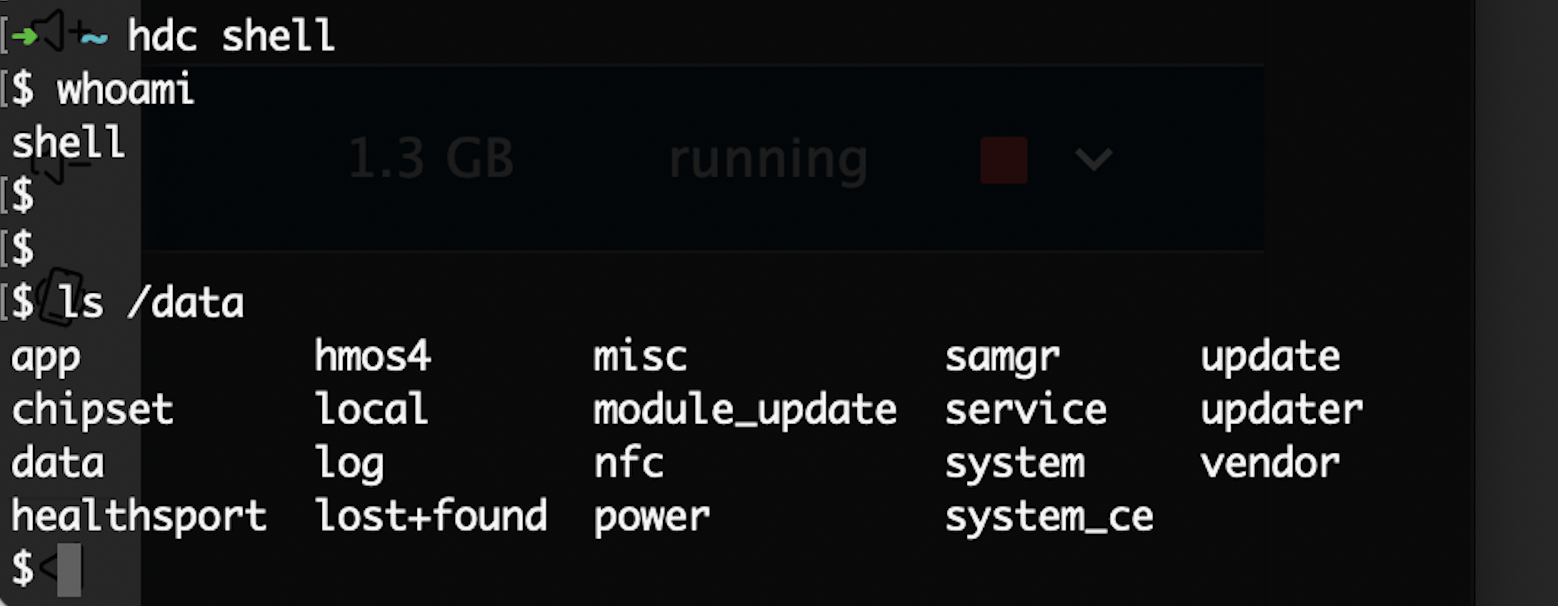 [➜ ~ hdc shell
[$ whoami
shell
1.3 GB running
[$
[$
[$ ls /data
app hmos4 misc samgr update
chipset local module_update service updater
data log nfc system vendor
healthsport lost+found power system_ce
$